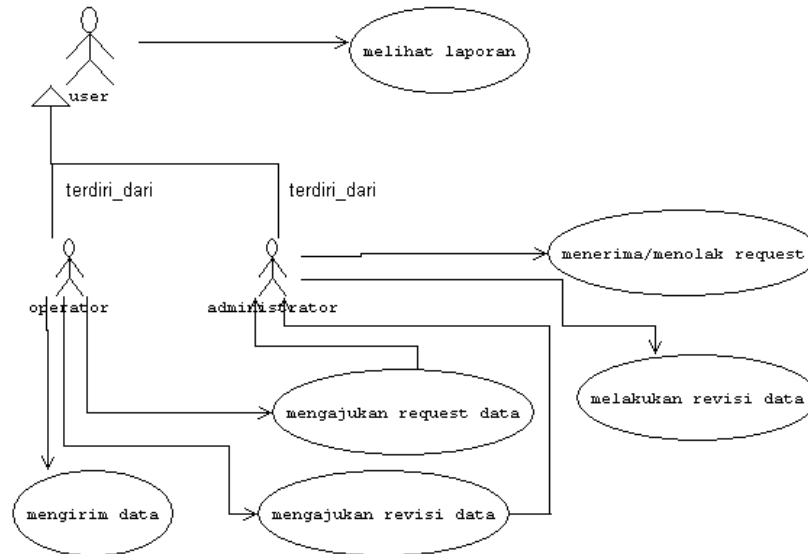 melihat laporan
user
terdiri_dari
terdiri_dari
menerima/menolak request
operator
administrator
melakukan revisi data
mengajukan request data
mengirim data
mengajukan revisi data